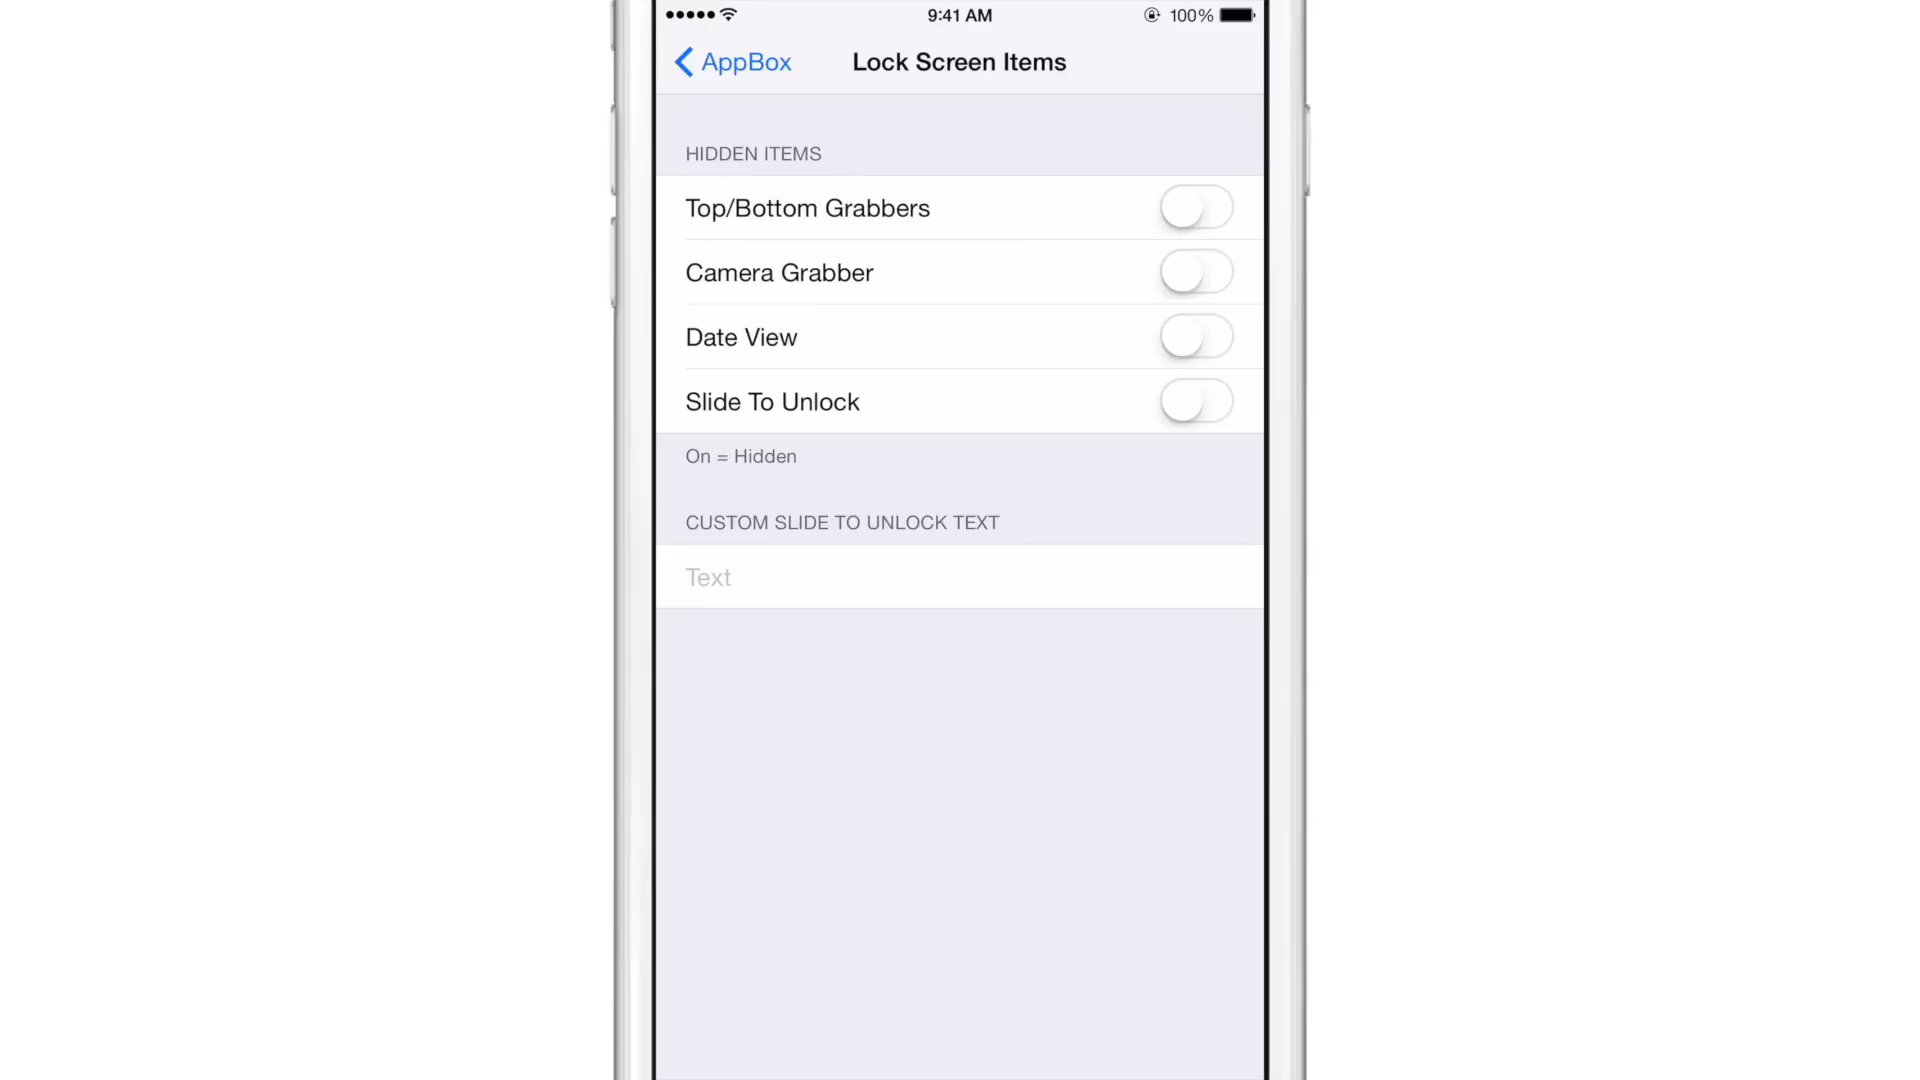 9:41 AM 100%
AppBox Lock Screen Items
HIDDEN ITEMS
Top/Bottom Grabbers
Camera Grabber
Date View
Slide To Unlock
On = Hidden
CUSTOM SLIDE TO UNLOCK TEXT
Text